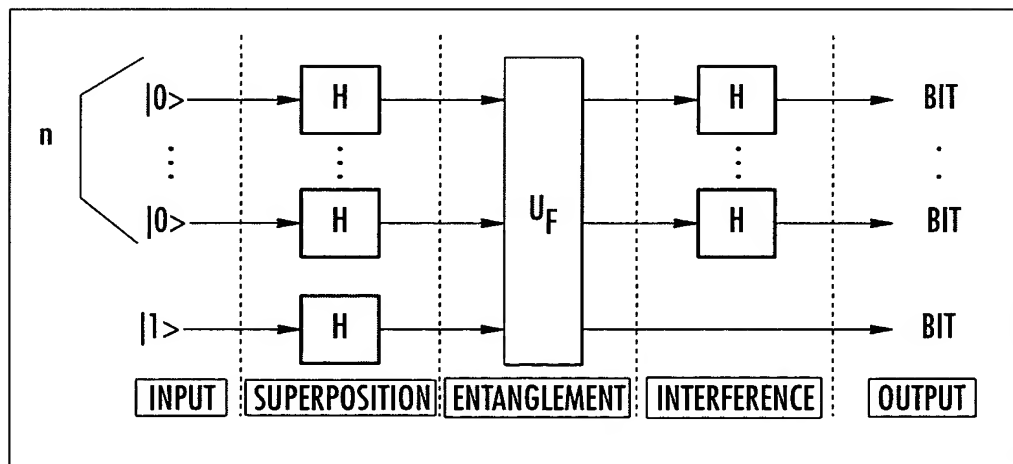 |0> H H BIT
n
U_F
|0> H H BIT
|1> H BIT
INPUT SUPERPOSITION ENTANGLEMENT INTERFERENCE OUTPUT